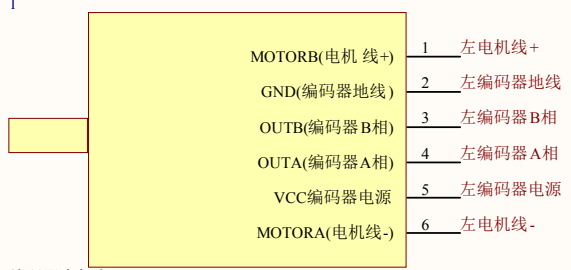 MOTORB(电机 线+) 1 左电机线+
GND(编码器地线) 2 左编码器地线
OUTB(编码器B相) 3 左编码器B相
OUTA(编码器A相) 4 左编码器A相
VCC编码器电源 5 左编码器电源
MOTORA(电机线-) 6 左电机线-